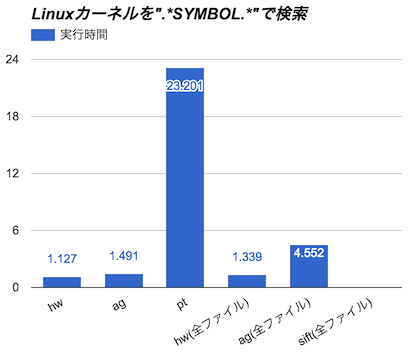 Linuxカーネルを".*SYMBOL.*"で検索
実行時間
24
18
12
6
0
1.127
1.491
23.201
1.339
4.552
hw
ag
pt
hw(全ファイル)
ag(全ファイル)
sift(全ファイル)